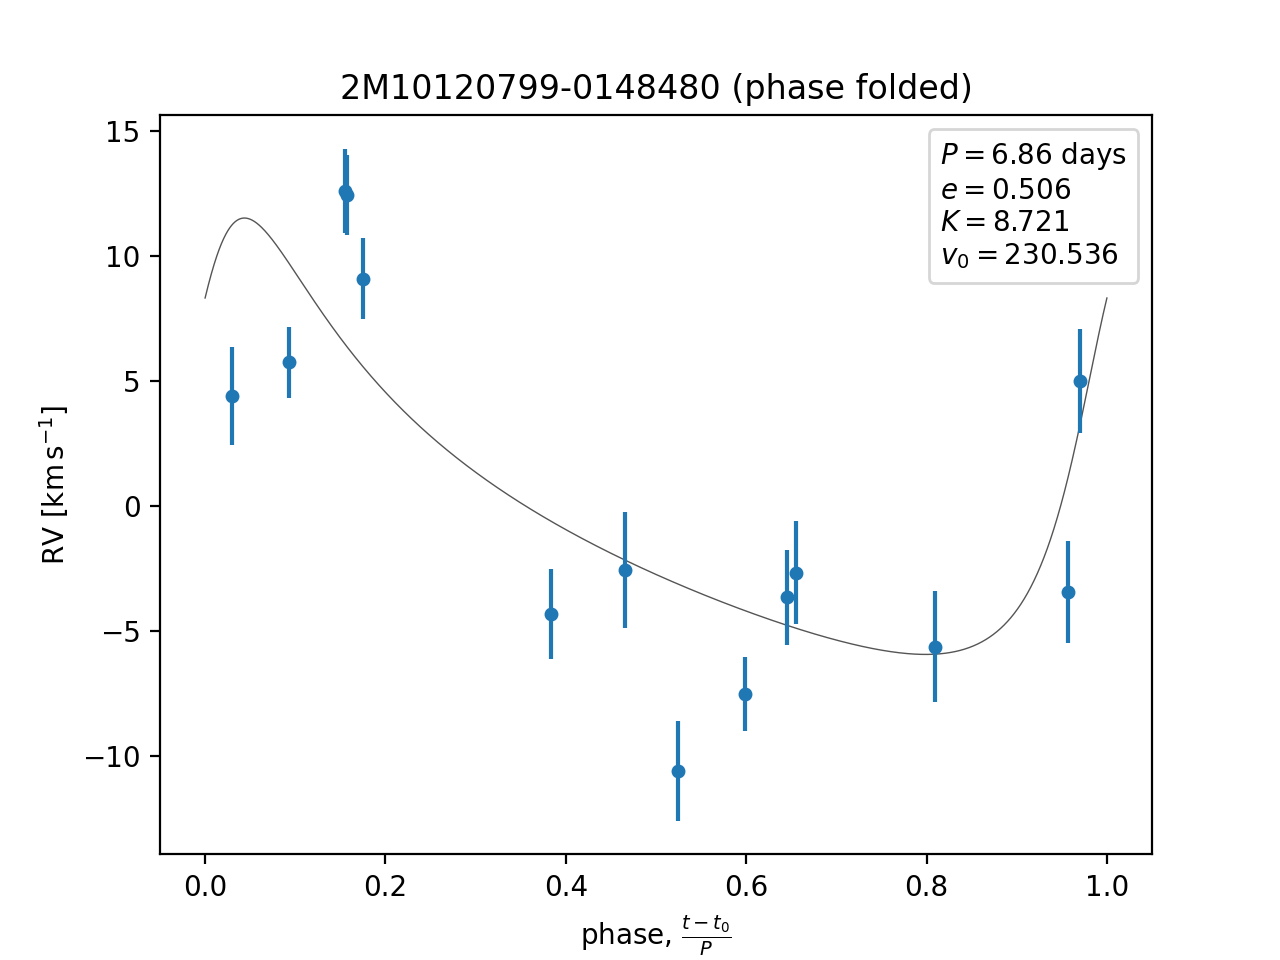 2M10120799-0148480 (phase folded)
P = 6.86 days
e = 0.506
K = 8.721
v₀ = 230.536
RV [km s⁻¹]
15
10
5
0
−5
−10
0.0 0.2 0.4 0.6 0.8 1.0
phase, (t − t₀)/P